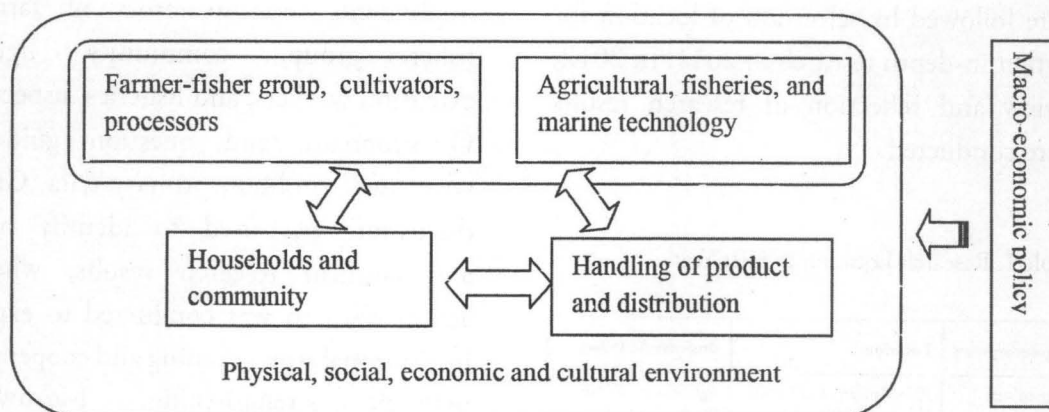 Farmer-fisher group, cultivators,
processors
Agricultural, fisheries, and
marine technology
Households and
community
Handling of product
and distribution
Physical, social, economic and cultural environment
Macro-economic policy